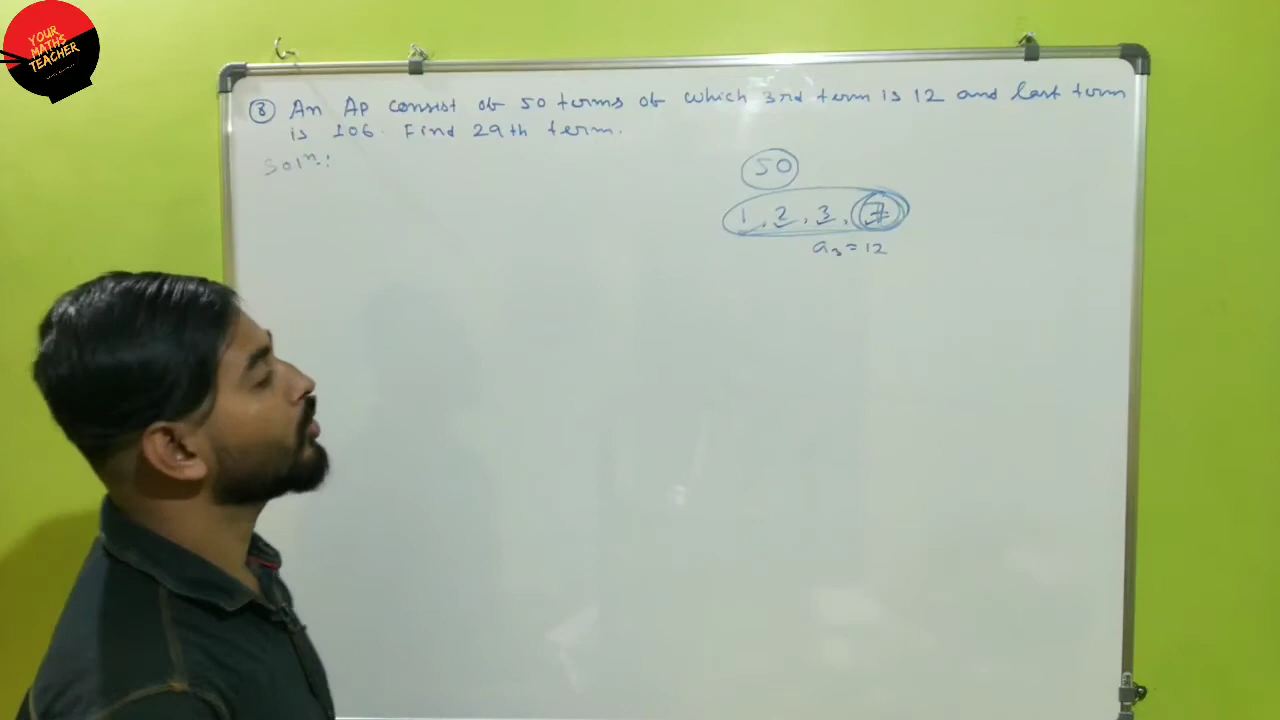 YOUR
MATHS
TEACHER
8 An AP consist of 50 terms of which 3rd term is 12 and last term
is 106. Find 29th term.
Solⁿ:
50
1, 2, 3, 4
a₃ = 12